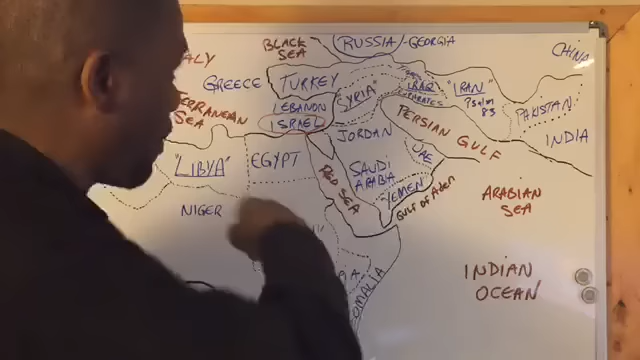 BLACK
SEA
RUSSIA/-GEORGIA
CHINA
GREECE
TURKEY
"SYRIA"
IRAQ
"IRAN"
Psalm
83
PAKISTAN
INDIA
LEBANON
ISRAEL
SEA
JORDAN
PERSIAN GULF
"LIBYA"
EGYPT
RED SEA
SAUDI
ARABIA
UAE
"YEMEN"
GULF OF Aden
ARABIAN
SEA
NIGER
INDIAN
OCEAN